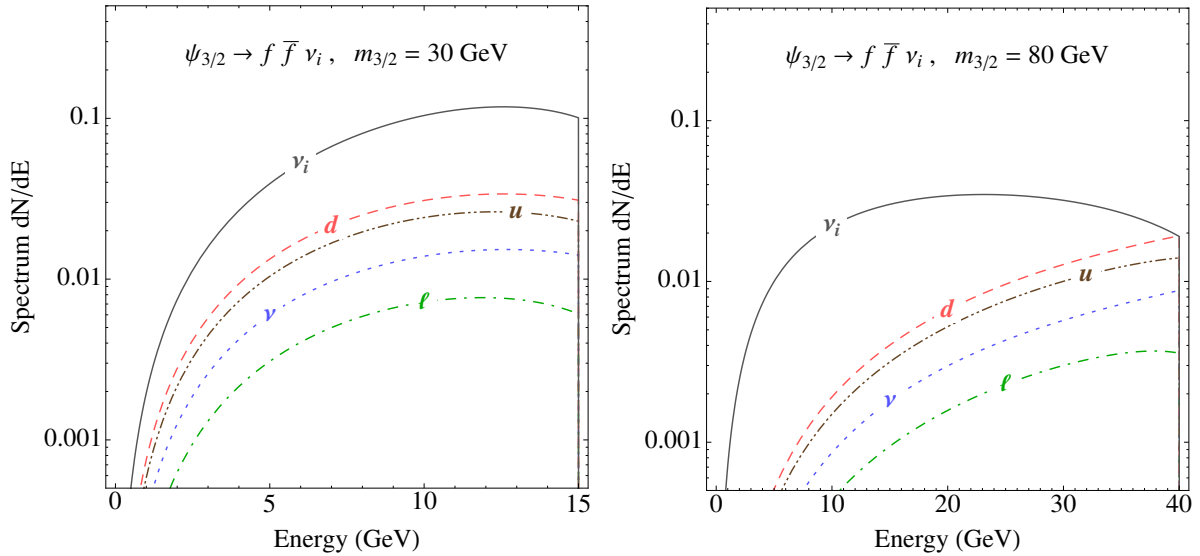 ψ3/2 → f f̅ νi , m3/2 = 30 GeV
Spectrum dN/dE
0.1
0.01
0.001
νi
d
u
ν
ℓ
0 5 10 15
Energy (GeV)
ψ3/2 → f f̅ νi , m3/2 = 80 GeV
Spectrum dN/dE
0.1
0.01
0.001
νi
d
u
ν
ℓ
0 10 20 30 40
Energy (GeV)